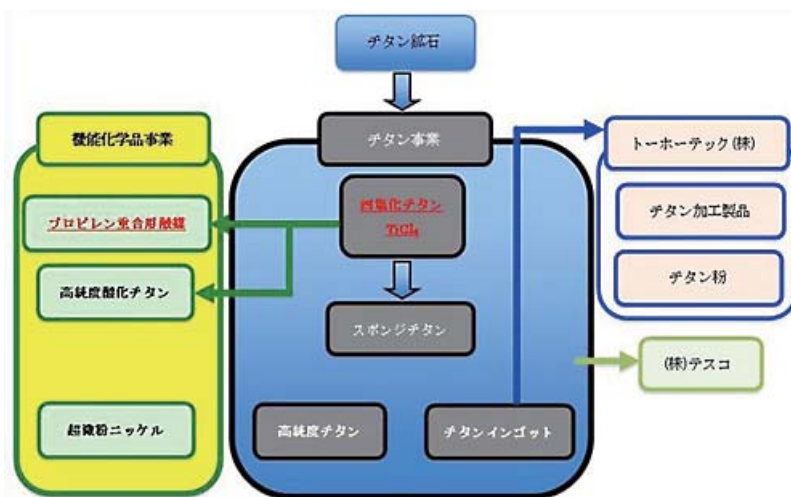 チタン鉱石
機能化学品事業
チタン事業
トーホーテック(株)
プロピレン重合用触媒
四塩化チタン
TiCl₄
チタン加工製品
高純度酸化チタン
チタン粉
スポンジチタン
(株)テスコ
超微粉ニッケル
高純度チタン
チタンインゴット